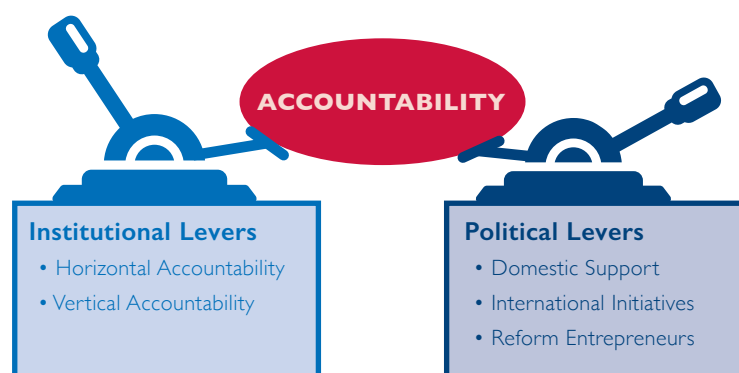 ACCOUNTABILITY
Institutional Levers
• Horizontal Accountability
• Vertical Accountability
Political Levers
• Domestic Support
• International Initiatives
• Reform Entrepreneurs